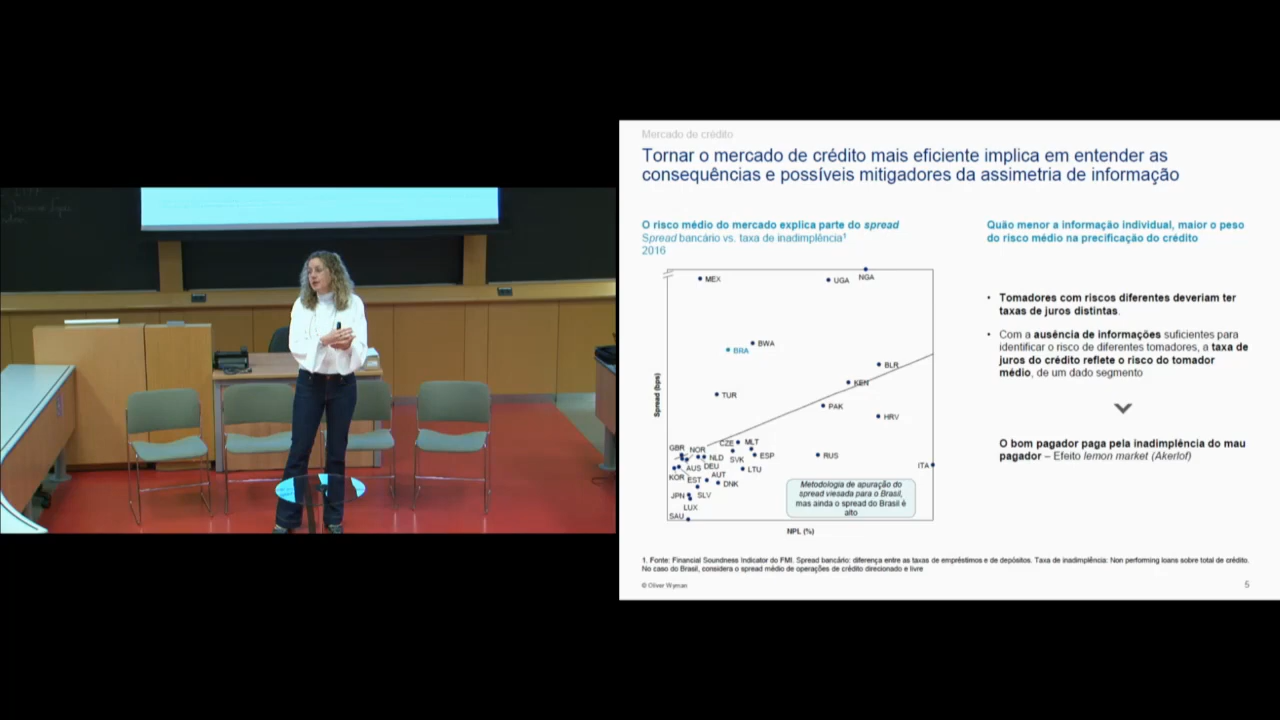 Mercado de crédito
Tornar o mercado de crédito mais eficiente implica em entender as
consequências e possíveis mitigadores da assimetria de informação
O risco médio do mercado explica parte do spread
Spread bancário vs. taxa de inadimplência¹
2016
MEX
UGA
NGA
BRA
BWA
BLR
KEN
TUR
PAK
HRV
GBR
NOR
CZE
MLT
NLD
SVK
ESP
RUS
ITA
AUS
DEU
LTU
KOR
EST
AUT
DNK
JPN
SLV
LUX
SAU
Spread (bps)
NPL (%)
Metodologia de apuração do
spread viesada para o Brasil,
mas ainda o spread do Brasil é
alto
Quão menor a informação individual, maior o peso
do risco médio na precificação do crédito
• Tomadores com riscos diferentes deveriam ter
taxas de juros distintas.
• Com a ausência de informações suficientes para
identificar o risco de diferentes tomadores, a taxa de
juros do crédito reflete o risco do tomador
médio, de um dado segmento
O bom pagador paga pela inadimplência do mau
pagador – Efeito lemon market (Akerlof)
1. Fonte: Financial Soundness Indicator do FMI. Spread bancário: diferença entre as taxas de empréstimos e de depósitos. Taxa de inadimplência: Non performing loans sobre total de crédito.
No caso do Brasil, considera o spread médio de operações de crédito direcionado e livre
© Oliver Wyman
5